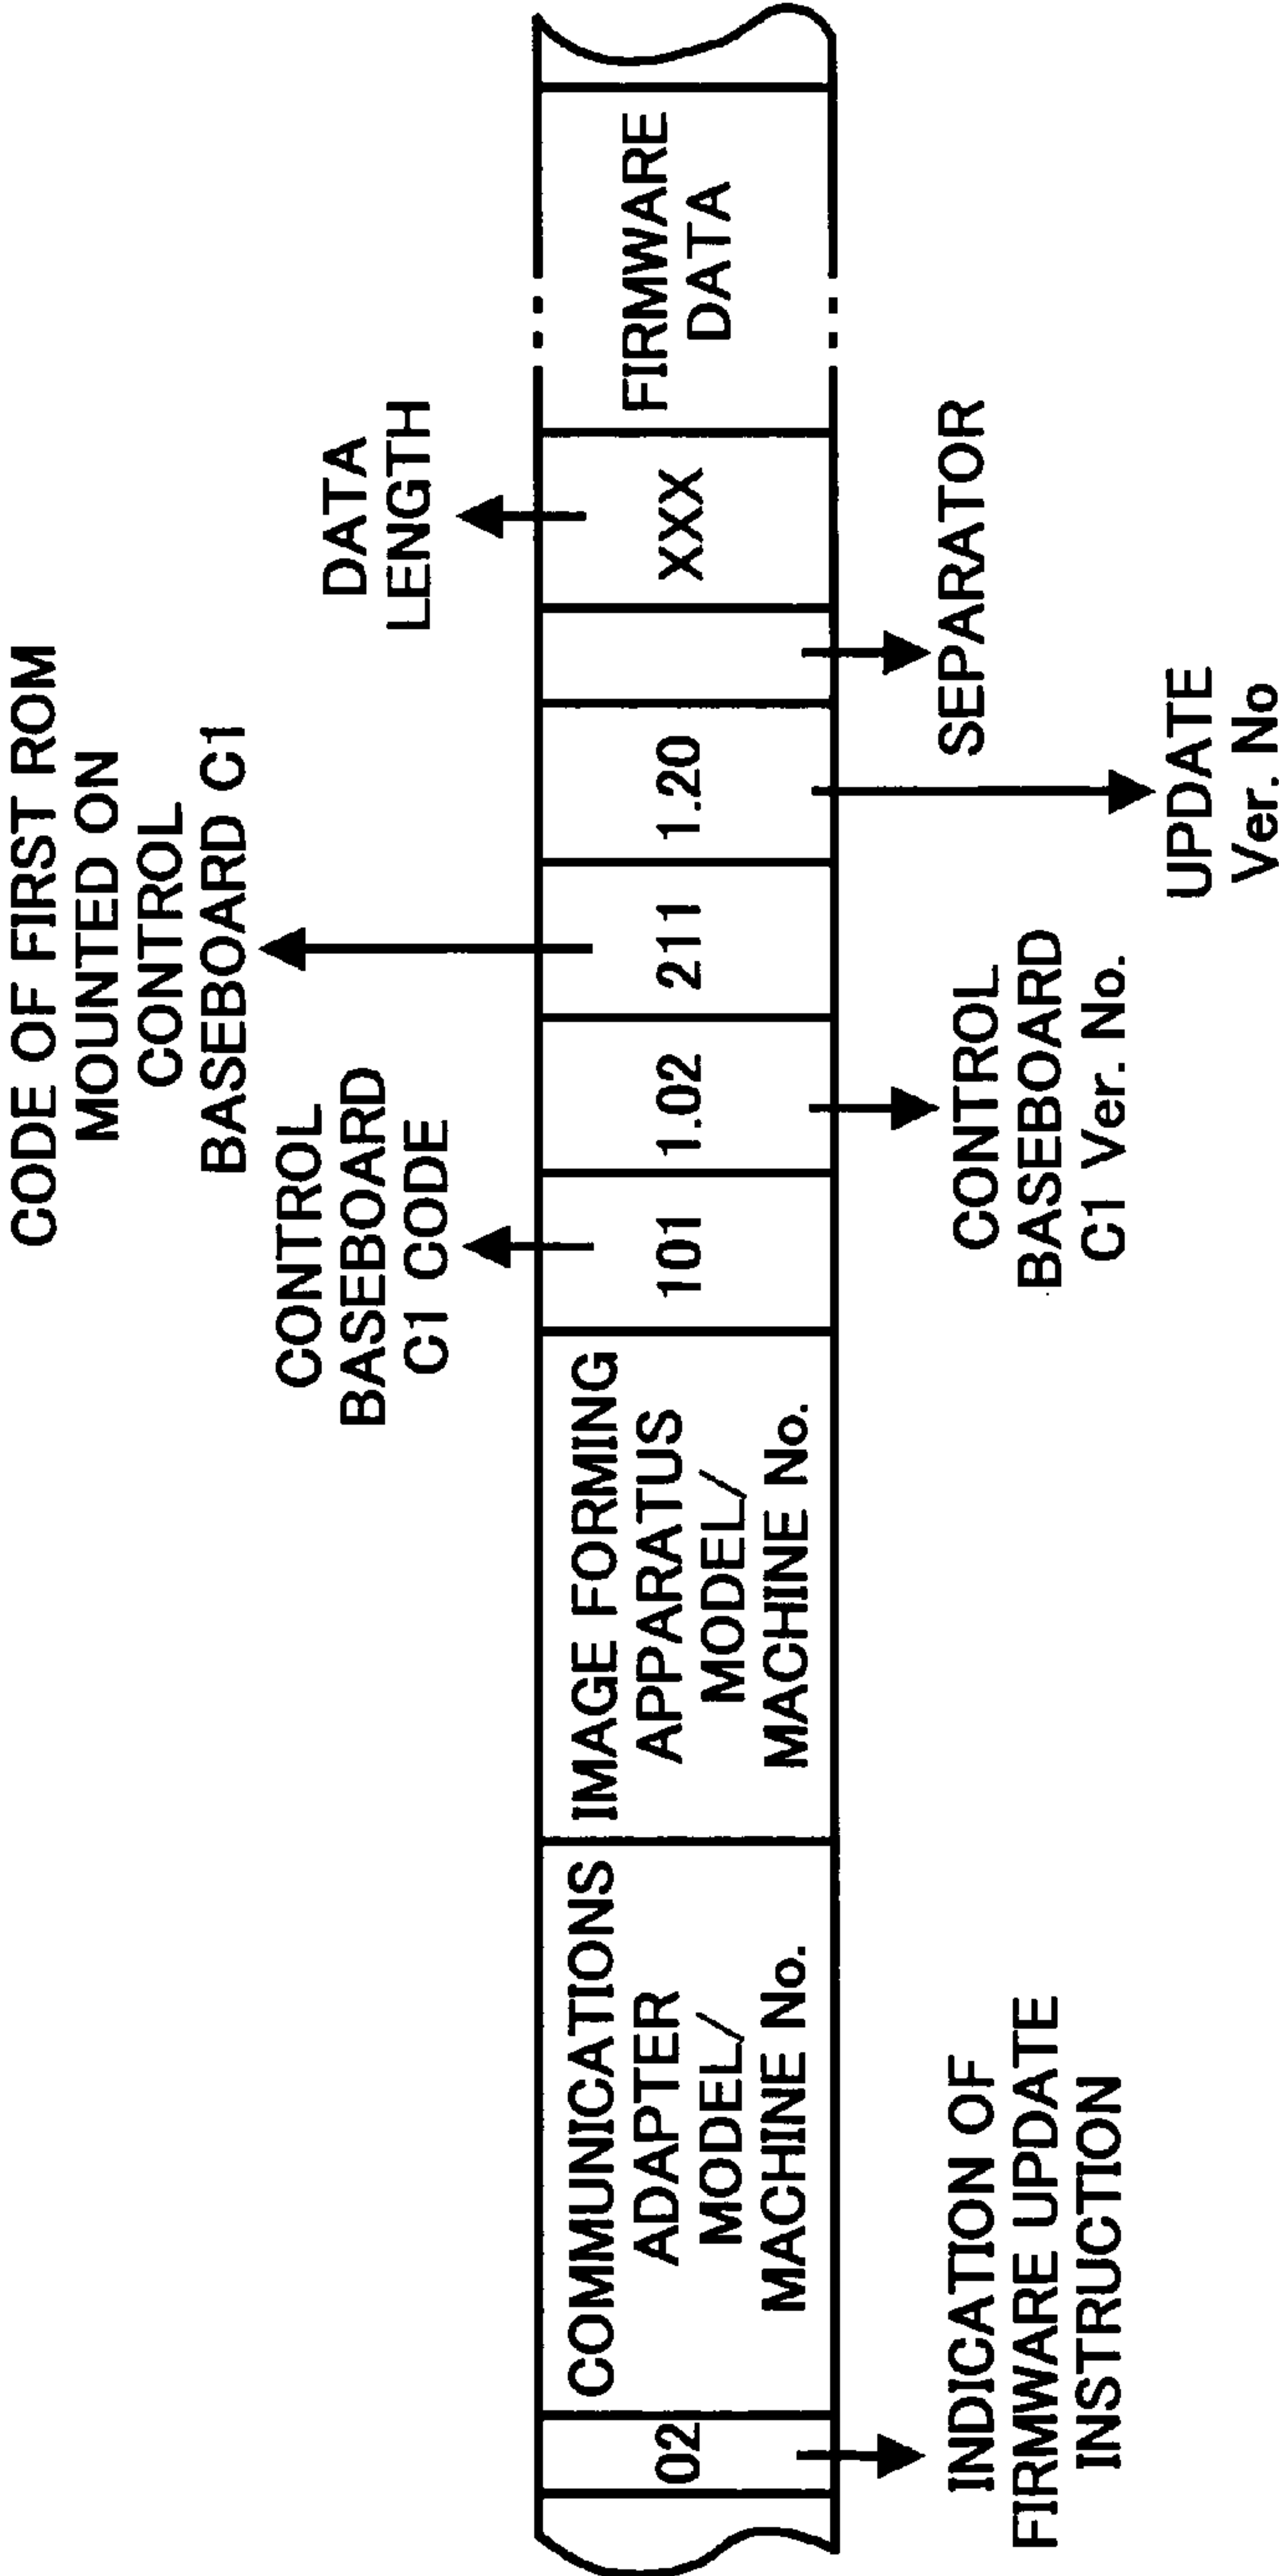 CODE OF FIRST ROM
MOUNTED ON
CONTROL
BASEBOARD C1
CONTROL
BASEBOARD
C1 CODE
DATA
LENGTH
02
COMMUNICATIONS
ADAPTER
MODEL/
MACHINE No.
IMAGE FORMING
APPARATUS
MODEL/
MACHINE No.
101
1.02
211
1.20
XXX
FIRMWARE
DATA
INDICATION OF
FIRMWARE UPDATE
INSTRUCTION
CONTROL
BASEBOARD
C1 Ver. No.
SEPARATOR
UPDATE
Ver. No